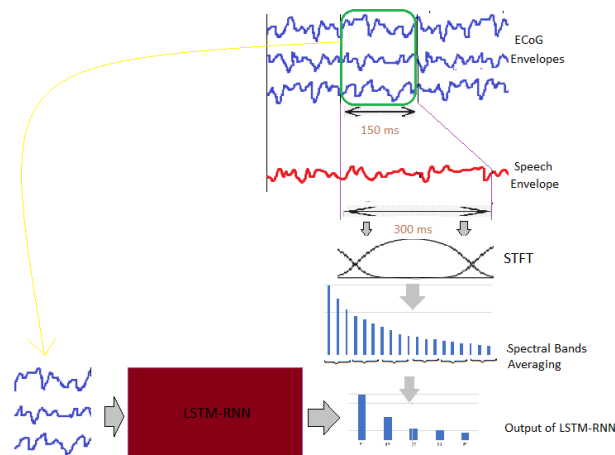 ECoG
Envelopes
150 ms
Speech
Envelope
300 ms
STFT
Spectral Bands
Averaging
LSTM-RNN
Output of LSTM-RNN